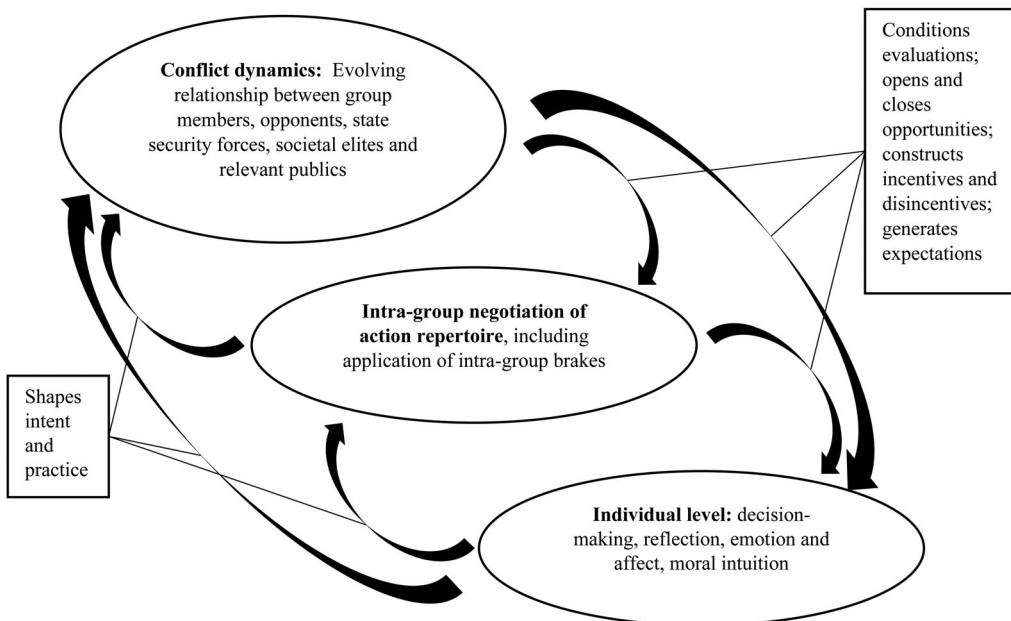 Conflict dynamics: Evolving
relationship between group
members, opponents, state
security forces, societal elites and
relevant publics
Conditions
evaluations;
opens and
closes
opportunities;
constructs
incentives and
disincentives;
generates
expectations
Intra-group negotiation of
action repertoire, including
application of intra-group brakes
Shapes
intent
and
practice
Individual level: decision-
making, reflection, emotion and
affect, moral intuition